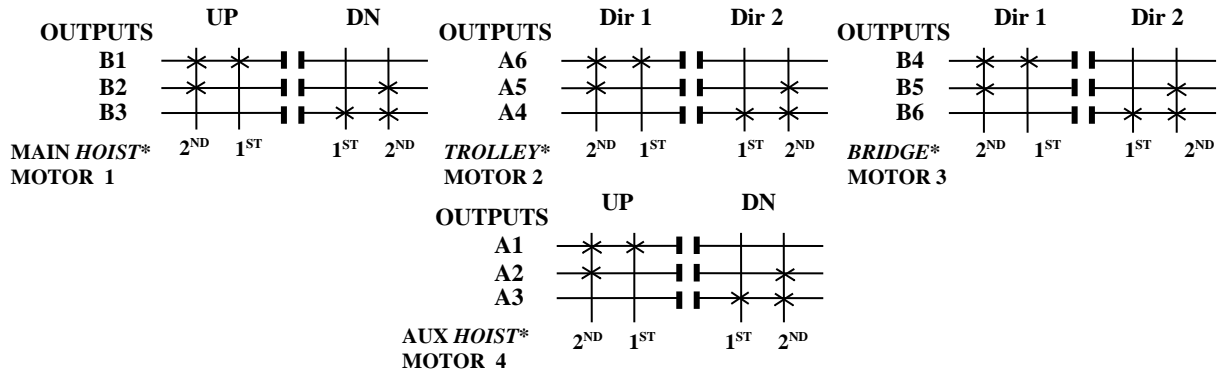 UP DN
OUTPUTS
B1
B2
B3
2ND 1ST 1ST 2ND
MAIN HOIST*
MOTOR 1
Dir 1 Dir 2
OUTPUTS
A6
A5
A4
2ND 1ST 1ST 2ND
TROLLEY*
MOTOR 2
Dir 1 Dir 2
OUTPUTS
B4
B5
B6
2ND 1ST 1ST 2ND
BRIDGE*
MOTOR 3
UP DN
OUTPUTS
A1
A2
A3
2ND 1ST 1ST 2ND
AUX HOIST*
MOTOR 4